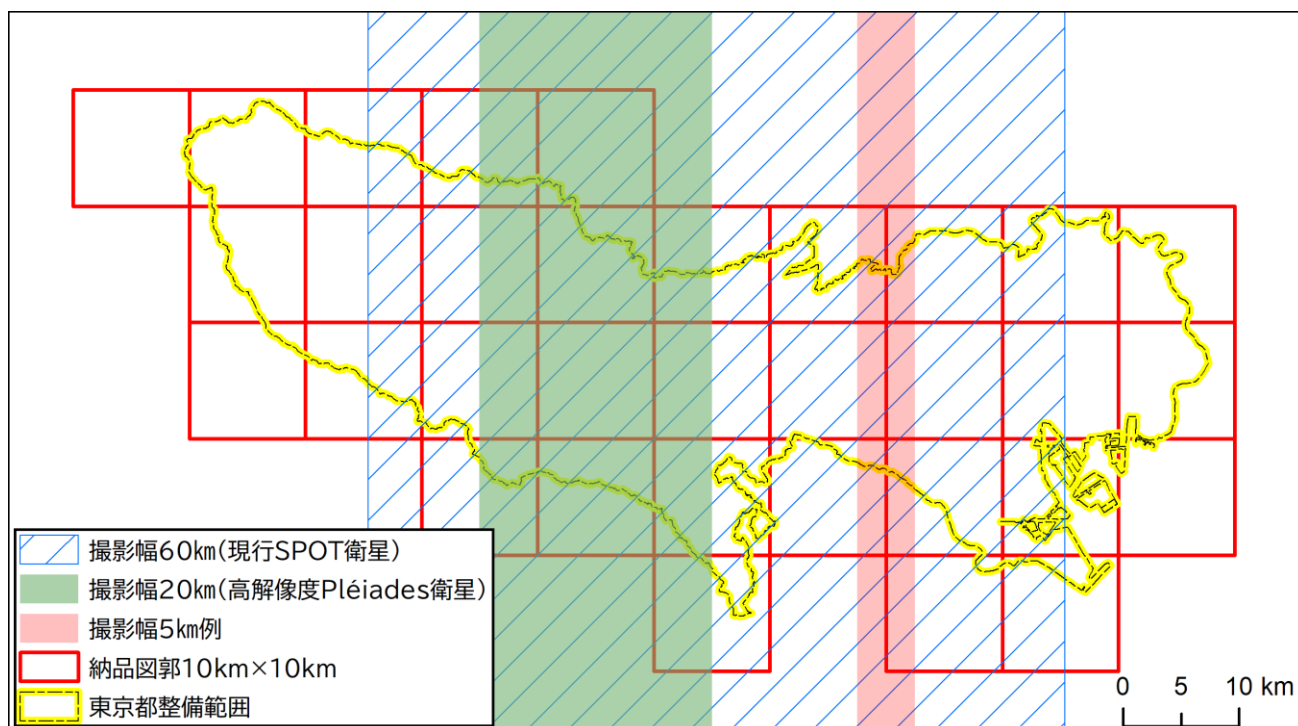 撮影幅60㎞(現行SPOT衛星)
撮影幅20㎞(高解像度Pléiades衛星)
撮影幅5㎞例
納品図郭10km×10km
東京都整備範囲
0 5 10 km